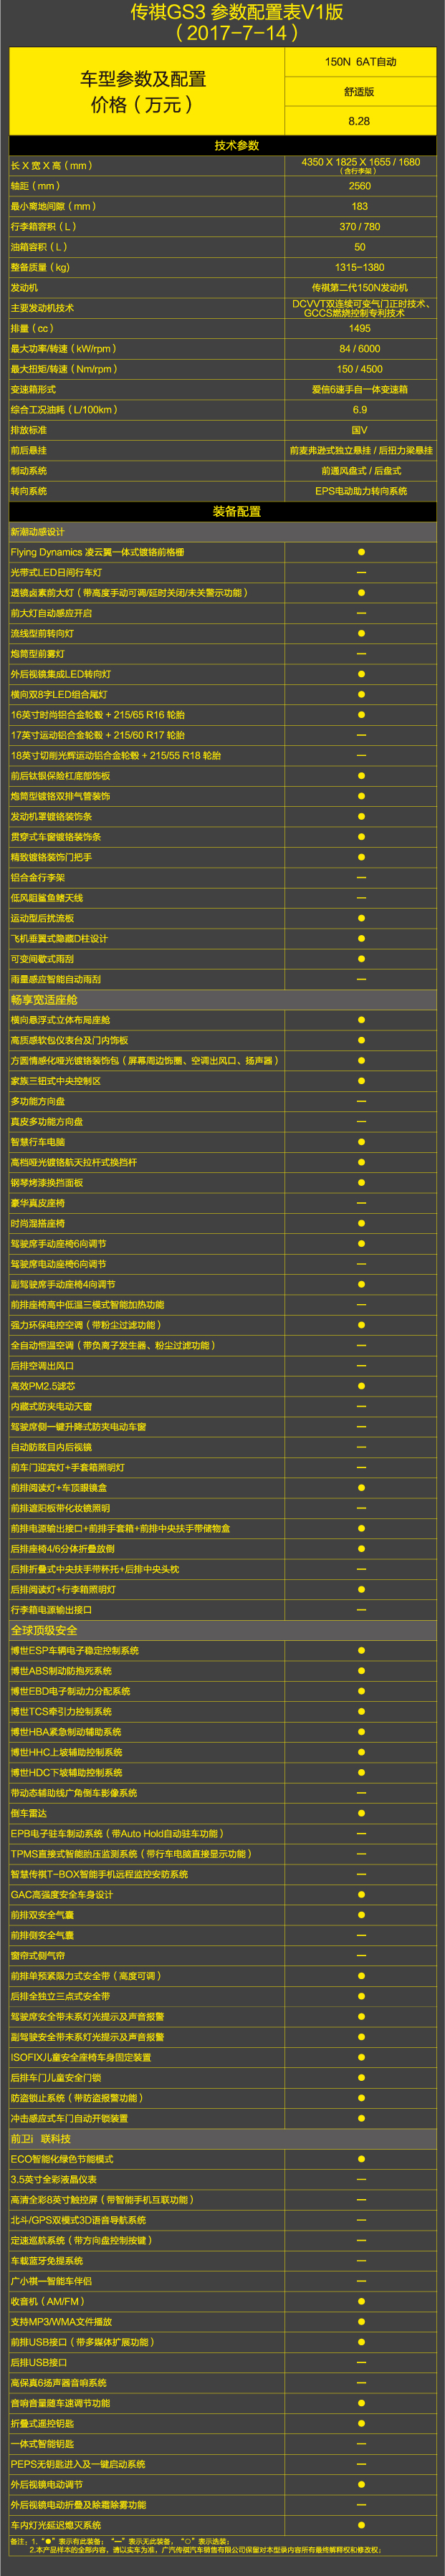 传祺GS3 参数配置表V1版
（2017-7-14）
车型参数及配置
价格（万元）
150N 6AT自动
舒适版
8.28
技术参数
长 X 宽 X 高（mm） 4350 X 1825 X 1655 / 1680
（含行李架）
轴距（mm） 2560
最小离地间隙（mm） 183
行李箱容积（L） 370 / 780
油箱容积（L） 50
整备质量（kg) 1315-1380
发动机 传祺第二代150N发动机
主要发动机技术 DCVVT双连续可变气门正时技术、
GCCS燃烧控制专利技术
排量（cc） 1495
最大功率/转速（kW/rpm） 84 / 6000
最大扭矩/转速（Nm/rpm） 150 / 4500
变速箱形式 爱信6速手自一体变速箱
综合工况油耗（L/100km） 6.9
排放标准 国V
前后悬挂 前麦弗逊式独立悬挂 / 后扭力梁悬挂
制动系统 前通风盘式 / 后盘式
转向系统 EPS电动助力转向系统
装备配置
新潮动感设计
Flying Dynamics 凌云翼一体式镀铬前格栅 ●
光带式LED日间行车灯 —
透镜卤素前大灯（带高度手动可调/延时关闭/未关警示功能） ●
前大灯自动感应开启 —
流线型前转向灯 ●
炮筒型前雾灯 —
外后视镜集成LED转向灯 ●
横向双8字LED组合尾灯 ●
16英寸时尚铝合金轮毂 + 215/65 R16 轮胎 ●
17英寸运动铝合金轮毂 + 215/60 R17 轮胎 —
18英寸切削光辉运动铝合金轮毂 + 215/55 R18 轮胎 —
前后钛银保险杠底部饰板 ●
炮筒型镀铬双排气管装饰 ●
发动机罩镀铬装饰条 ●
贯穿式车窗镀铬装饰条 ●
精致镀铬装饰门把手 ●
铝合金行李架 —
低风阻鲨鱼鳍天线 —
运动型后扰流板 ●
飞机垂翼式隐藏D柱设计 ●
可变间歇式雨刮 ●
雨量感应智能自动雨刮 —
畅享宽适座舱
横向悬浮式立体布局座舱 ●
高质感软包仪表台及门内饰板 ●
方圆情感化哑光镀铬装饰包（屏幕周边饰圈、空调出风口、扬声器） ●
家族三钮式中央控制区 ●
多功能方向盘 —
真皮多功能方向盘 —
智慧行车电脑 ●
高档哑光镀铬航天拉杆式换挡杆 ●
钢琴烤漆换挡面板 ●
豪华真皮座椅 —
时尚混搭座椅 ●
驾驶席手动座椅6向调节 ●
驾驶席电动座椅6向调节 —
副驾驶席手动座椅4向调节 ●
前排座椅高中低温三模式智能加热功能 —
强力环保电控空调（带粉尘过滤功能） ●
全自动恒温空调（带负离子发生器、粉尘过滤功能） —
后排空调出风口 —
高效PM2.5滤芯 ●
内藏式防夹电动天窗 —
驾驶席侧一键升降式防夹电动车窗 —
自动防眩目内后视镜 —
前车门迎宾灯+手套箱照明灯 —
前排阅读灯+车顶眼镜盒 ●
前排遮阳板带化妆镜照明 —
前排电源输出接口+前排手套箱+前排中央扶手带储物盒 ●
后排座椅4/6分体折叠放倒 ●
后排折叠式中央扶手带杯托+后排中央头枕 —
后排阅读灯+行李箱照明灯 ●
行李箱电源输出接口 —
全球顶级安全
博世ESP车辆电子稳定控制系统 ●
博世ABS制动防抱死系统 ●
博世EBD电子制动力分配系统 ●
博世TCS牵引力控制系统 ●
博世HBA紧急制动辅助系统 ●
博世HHC上坡辅助控制系统 ●
博世HDC下坡辅助控制系统 ●
带动态辅助线广角倒车影像系统 —
倒车雷达 ●
EPB电子驻车制动系统（带Auto Hold自动驻车功能） —
TPMS直接式智能胎压监测系统（带行车电脑直接显示功能） —
智慧传祺T-BOX智能手机远程监控安防系统 —
GAC高强度安全车身设计 ●
前排双安全气囊 ●
前排侧安全气囊 —
窗帘式侧气帘 —
前排单预紧限力式安全带（高度可调） ●
后排全独立三点式安全带 ●
驾驶席安全带未系灯光提示及声音报警 ●
副驾驶安全带未系灯光提示及声音报警 ●
ISOFIX儿童安全座椅车身固定装置 ●
后排车门儿童安全门锁 ●
防盗锁止系统（带防盗报警功能） ●
冲击感应式车门自动开锁装置 ●
前卫i 联科技
ECO智能化绿色节能模式 ●
3.5英寸全彩液晶仪表 —
高清全彩8英寸触控屏（带智能手机互联功能） —
北斗/GPS双模式3D语音导航系统 —
定速巡航系统（带方向盘控制按键） —
车载蓝牙免提系统 —
广小祺—智能车伴侣 —
收音机（AM/FM） ●
支持MP3/WMA文件播放 ●
前排USB接口（带多媒体扩展功能） ●
后排USB接口 —
高保真6扬声器音响系统 —
音响音量随车速调节功能 ●
折叠式遥控钥匙 ●
一体式智能钥匙 —
PEPS无钥匙进入及一键启动系统 —
外后视镜电动调节 ●
外后视镜电动折叠及除霜除雾功能 —
车内灯光延迟熄灭系统 ●
备注：1.“●”表示有此装备；“—”表示无此装备，“○”表示选装；
2.本产品样本的全部内容，请以实车为准，广汽传祺汽车销售有限公司保留对本型录内容所有最终解释权和修改权；